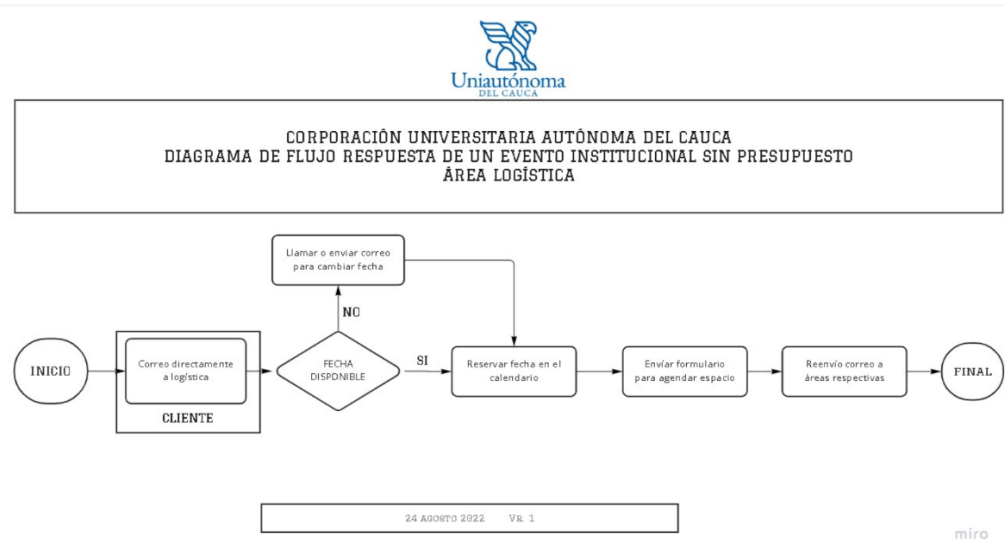 Uniautónoma
DEL CAUCA
CORPORACIÓN UNIVERSITARIA AUTÓNOMA DEL CAUCA
DIAGRAMA DE FLUJO RESPUESTA DE UN EVENTO INSTITUCIONAL SIN PRESUPUESTO
ÁREA LOGÍSTICA
Llamar o enviar correo
para cambiar fecha
NO
INICIO
Correo directamente
a logística
CLIENTE
FECHA
DISPONIBLE
SI
Reservar fecha en el
calendario
Envíar formulario
para agendar espacio
Reenvío correo a
áreas respectivas
FINAL
24 AGOSTO 2022 VR. 1
miro